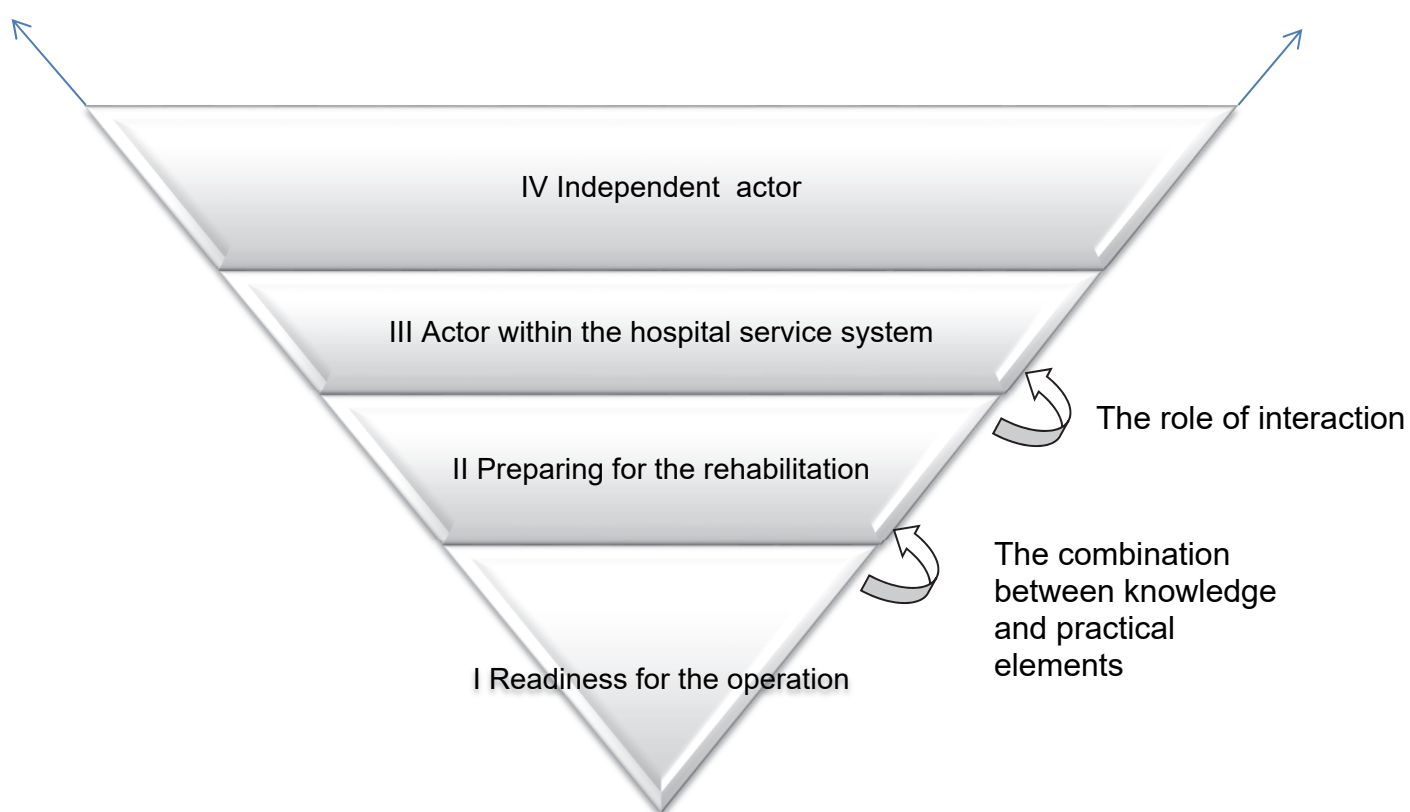 IV Independent  actor
III Actor within the hospital service system
The role of interaction
II Preparing for the rehabilitation
The combination
between knowledge
and practical
elements
I Readiness for the operation